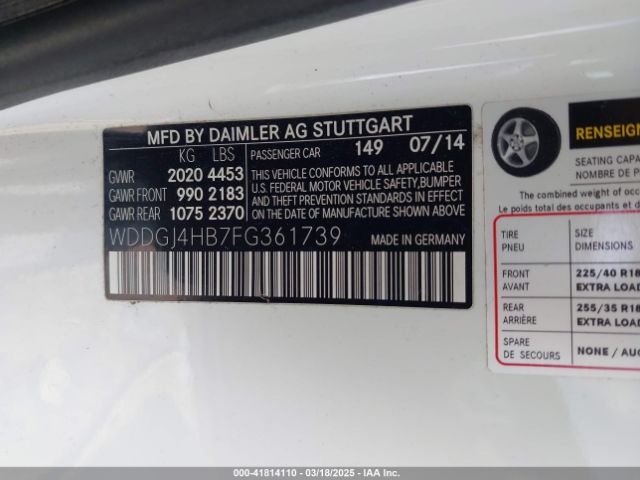 MFD BY DAIMLER AG STUTTGART
KG LBS PASSENGER CAR 149 07/14
GVWR 2020 4453
GAWR FRONT 990 2183
GAWR REAR 1075 2370
THIS VEHICLE CONFORMS TO ALL APPLICABLE
U.S. FEDERAL MOTOR VEHICLE SAFETY, BUMPER
AND THEFT PREVENTION STANDARDS IN EFFECT
ON THE DATE OF MANUFACTURE SHOWN ABOVE.
WDDGJ4HB7FG361739 MADE IN GERMANY
SEATING CAPA
NOMBRE DE P
The combined weight of occup
Le poids total des occupants et d
TIRE SIZE
PNEU DIMENSIONS
FRONT 225/40 R18
AVANT EXTRA LOAD
REAR 255/35 R18
ARRIÈRE EXTRA LOAD
SPARE
DE SECOURS NONE / AUC
000-41814110 - 03/18/2025 - IAA, Inc.